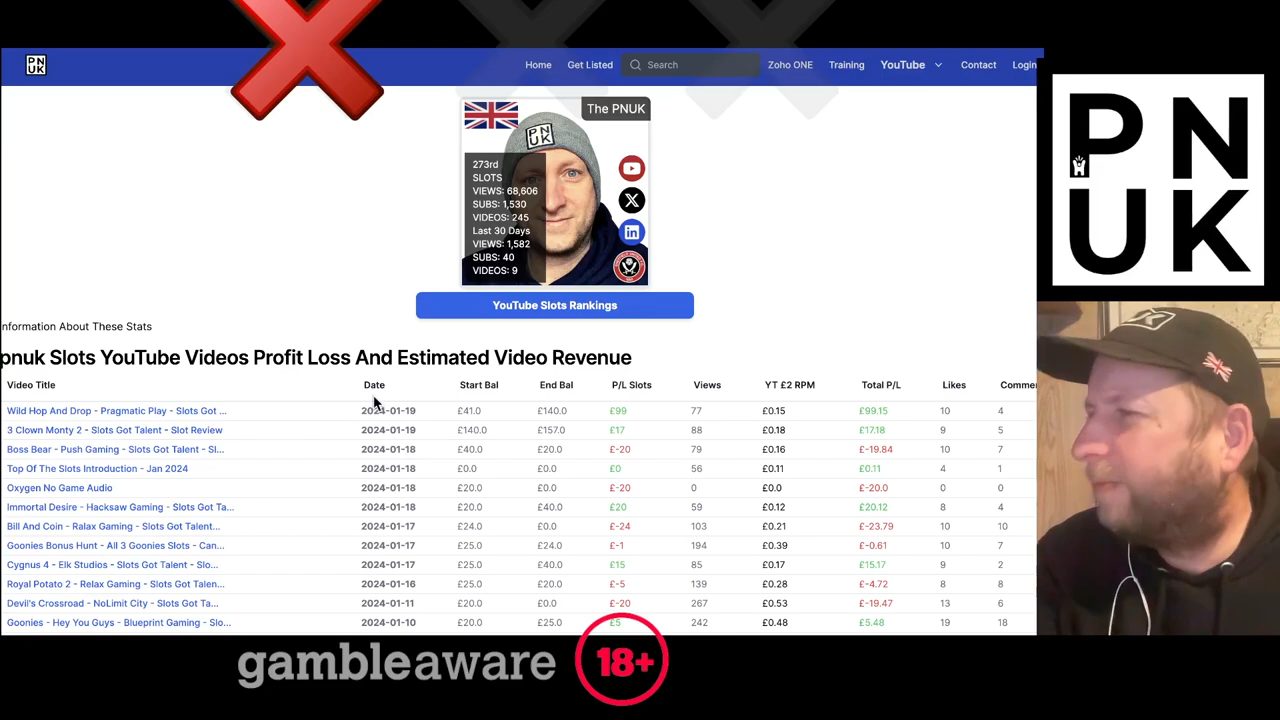 PN
UK
Home
Get Listed
Search
Zoho ONE
Training
YouTube
Contact
Login
The PNUK
PN
UK
273rd
SLOTS
VIEWS: 68,606
SUBS: 1,530
VIDEOS: 245
Last 30 Days
VIEWS: 1,582
SUBS: 40
VIDEOS: 9
YouTube Slots Rankings
nformation About These Stats
pnuk Slots YouTube Videos Profit Loss And Estimated Video Revenue
Video Title Date Start Bal End Bal P/L Slots Views YT £2 RPM Total P/L Likes Comme
Wild Hop And Drop - Pragmatic Play - Slots Got ... 2024-01-19 £41.0 £140.0 £99 77 £0.15 £99.15 10 4
3 Clown Monty 2 - Slots Got Talent - Slot Review 2024-01-19 £140.0 £157.0 £17 88 £0.18 £17.18 9 5
Boss Bear - Push Gaming - Slots Got Talent - Sl... 2024-01-18 £40.0 £20.0 £-20 79 £0.16 £-19.84 10 7
Top Of The Slots Introduction - Jan 2024 2024-01-18 £0.0 £0.0 £0 56 £0.11 £0.11 4 1
Oxygen No Game Audio 2024-01-18 £20.0 £0.0 £-20 0 £0.0 £-20.0 0 0
Immortal Desire - Hacksaw Gaming - Slots Got Ta... 2024-01-18 £20.0 £40.0 £20 59 £0.12 £20.12 8 4
Bill And Coin - Ralax Gaming - Slots Got Talent... 2024-01-17 £24.0 £0.0 £-24 103 £0.21 £-23.79 10 10
Goonies Bonus Hunt - All 3 Goonies Slots - Can... 2024-01-17 £25.0 £24.0 £-1 194 £0.39 £-0.61 10 7
Cygnus 4 - Elk Studios - Slots Got Talent - Slo... 2024-01-17 £25.0 £40.0 £15 85 £0.17 £15.17 9 2
Royal Potato 2 - Relax Gaming - Slots Got Talen... 2024-01-16 £25.0 £20.0 £-5 139 £0.28 £-4.72 8 8
Devil's Crossroad - NoLimit City - Slots Got Ta... 2024-01-11 £20.0 £0.0 £-20 267 £0.53 £-19.47 13 6
Goonies - Hey You Guys - Blueprint Gaming - Slo... 2024-01-10 £20.0 £25.0 £5 242 £0.48 £5.48 19 18
PN
UK
gambleaware 18+